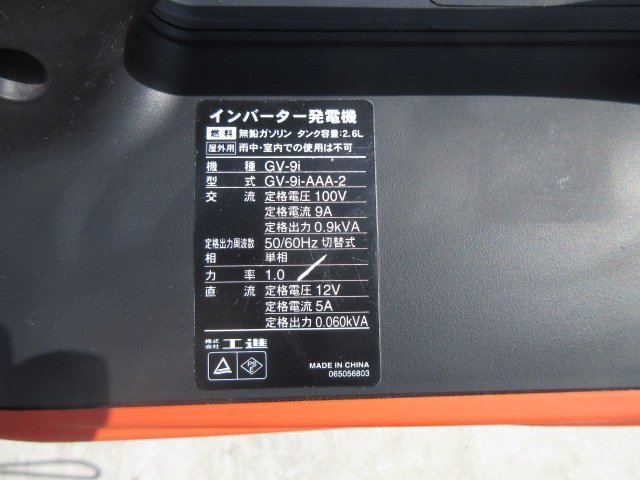 インバーター発電機
燃料 無鉛ガソリン タンク容量:2.6L
屋外用 雨中・室内での使用は不可
機種 GV-9i
型式 GV-9i-AAA-2
交流 定格電圧 100V
定格電流 9A
定格出力 0.9kVA
定格出力周波数 50/60Hz 切替式
相 単相
力率 1.0
直流 定格電圧 12V
定格電流 5A
定格出力 0.060kVA
株式会社 工進
MADE IN CHINA
065056803